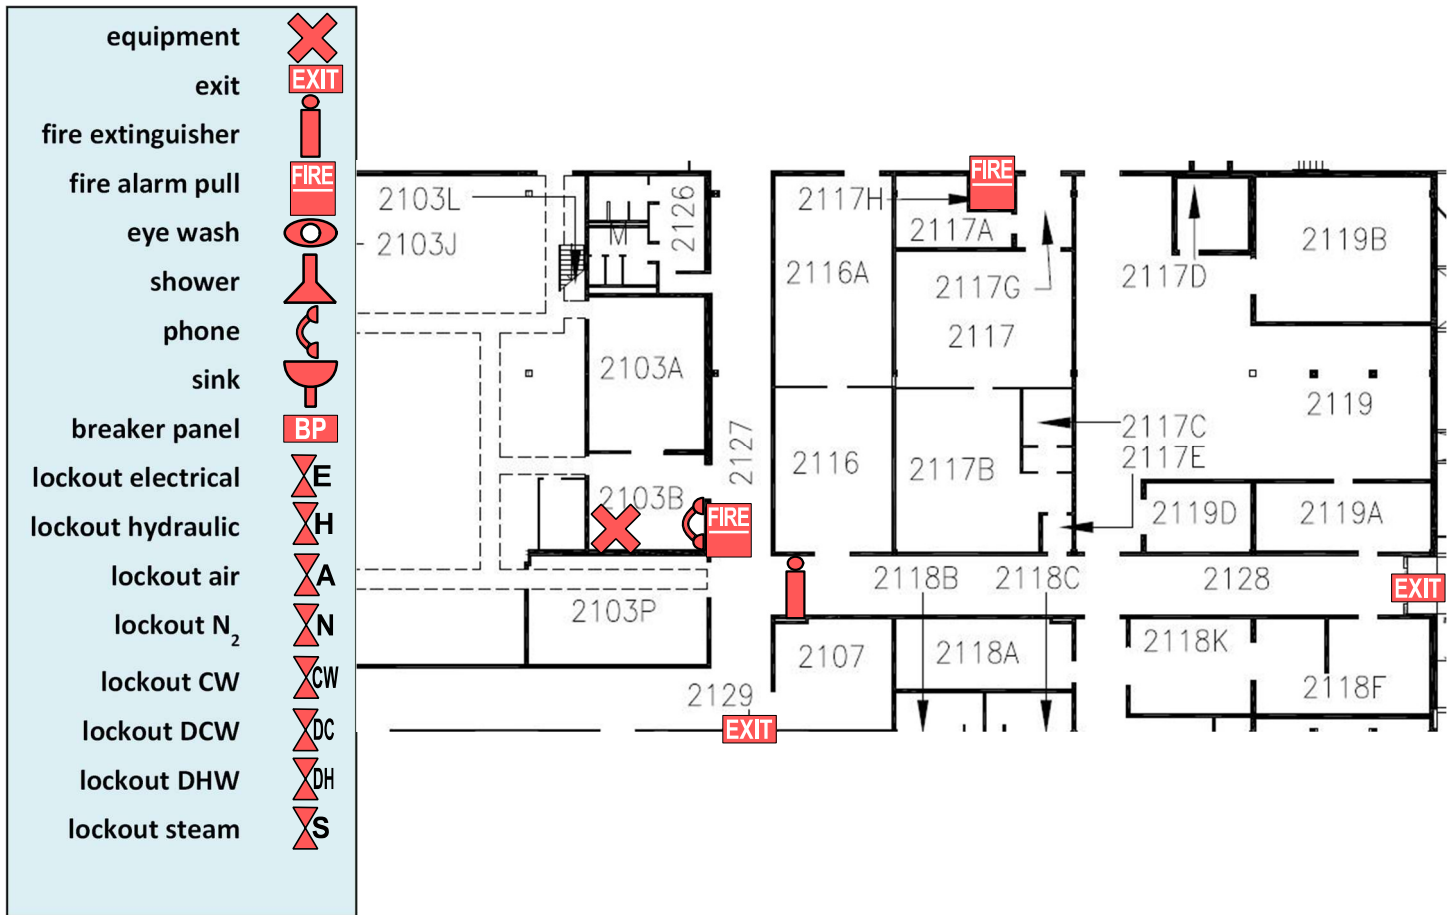 equipment
exit EXIT
fire extinguisher
fire alarm pull FIRE
eye wash
shower
phone
sink
breaker panel BP
lockout electrical E
lockout hydraulic H
lockout air A
lockout N2 N
lockout CW CW
lockout DCW DC
lockout DHW DH
lockout steam S
2103L
2103J
M
2126
2103A
2127
2103B
FIRE
2103P
2129
EXIT
FIRE
2117H
2117A
2116A
2117G
2117
2117D
2119B
2119
2117C
2117E
2116
2117B
2119D
2119A
2118B
2118C
2128
EXIT
2107
2118A
2118K
2118F